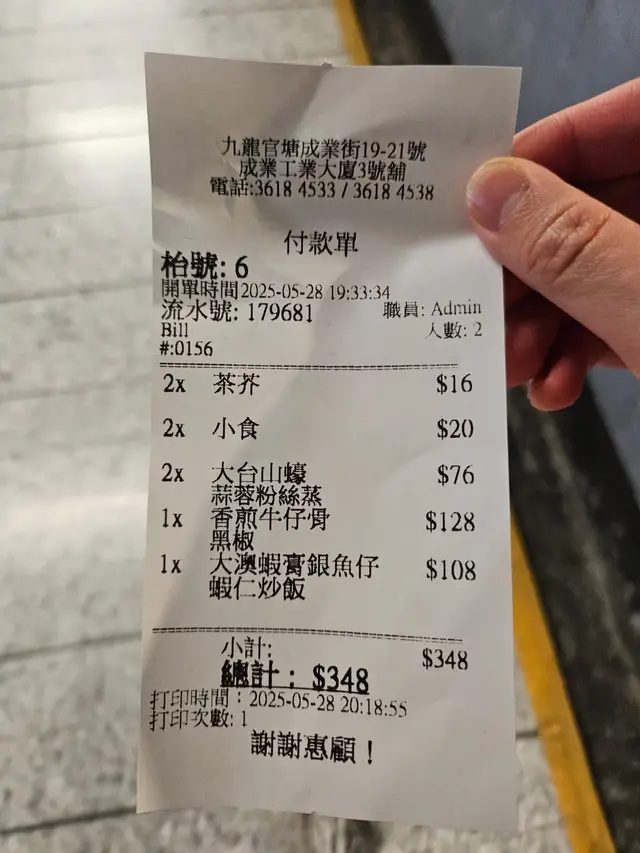 九龍官塘成業街19-21號
成業工業大廈3號舖
電話:3618 4533 / 3618 4538
付款單
枱號: 6
開單時間2025-05-28 19:33:34
流水號: 179681 職員: Admin
Bill 人數: 2
#:0156
2x 茶芥 $16
2x 小食 $20
2x 大台山蠔 $76
蒜蓉粉絲蒸
1x 香煎牛仔骨 $128
黑椒
1x 大澳蝦膏銀魚仔 $108
蝦仁炒飯
小計: $348
總計: $348
打印時間: 2025-05-28 20:18:55
打印次數: 1
謝謝惠顧!